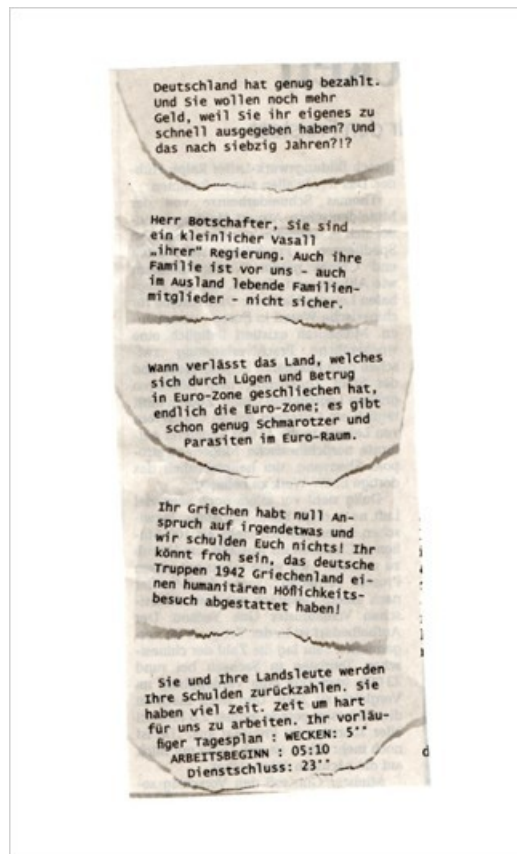 Deutschland hat genug bezahlt.
Und Sie wollen noch mehr
Geld, weil Sie ihr eigenes zu
schnell ausgegeben haben? Und
das nach siebzig Jahren?!?
Herr Botschafter, Sie sind
ein kleinlicher Vasall
„ihrer" Regierung. Auch ihre
Familie ist vor uns - auch
im Ausland lebende Familien-
mitglieder - nicht sicher.
Wann verlässt das Land, welches
sich durch Lügen und Betrug
in Euro-Zone geschliechen hat,
endlich die Euro-Zone; es gibt
schon genug Schmarotzer und
Parasiten im Euro-Raum.
Ihr Griechen habt null An-
spruch auf irgendetwas und
wir schulden Euch nichts! Ihr
könnt froh sein, das deutsche
Truppen 1942 Griechenland ei-
nen humanitären Höflichkeits-
besuch abgestattet haben!
Sie und Ihre Landsleute werden
Ihre Schulden zurückzahlen. Sie
haben viel Zeit. Zeit um hart
für uns zu arbeiten. Ihr vorläu-
figer Tagesplan : WECKEN: 5°°
ARBEITSBEGINN : 05:10
Dienstschluss: 23°°